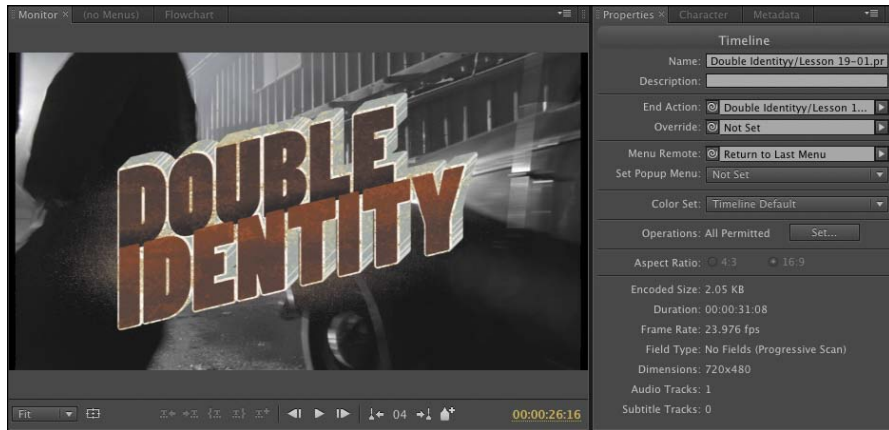 Monitor × (no Menus) Flowchart
DOUBLE
IDENTITY
Fit 04 00:00:26:16
Properties × Character Metadata
Timeline
Name: Double Identityy/Lesson 19-01.pr
Description:
End Action: Double Identityy/Lesson 1...
Override: Not Set
Menu Remote: Return to Last Menu
Set Popup Menu: Not Set
Color Set: Timeline Default
Operations: All Permitted Set...
Aspect Ratio: 4:3 16:9
Encoded Size: 2.05 KB
Duration: 00:00:31:08
Frame Rate: 23.976 fps
Field Type: No Fields (Progressive Scan)
Dimensions: 720x480
Audio Tracks: 1
Subtitle Tracks: 0